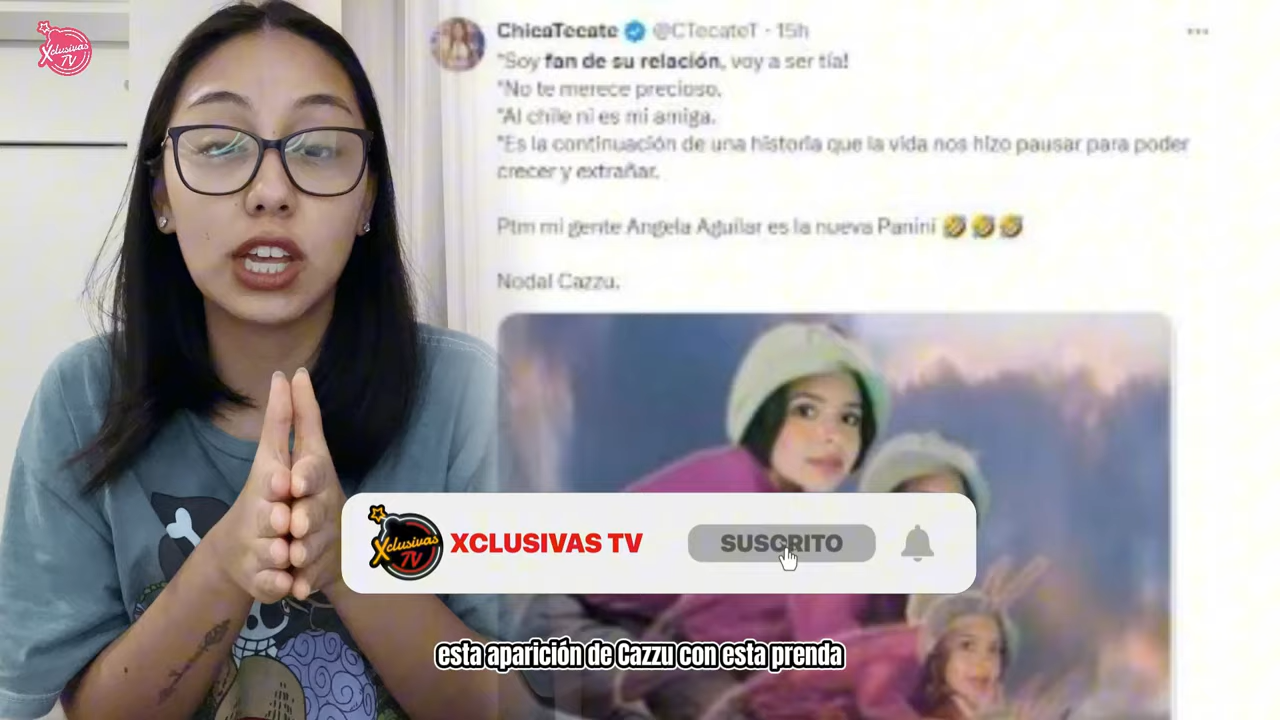 Xclusivas
TV
ChicaTecate @CTecateT · 15h
"Soy fan de su relación, voy a ser tía!
"No te merece precioso.
"Al chile ni es mi amiga.
"Es la continuación de una historia que la vida nos hizo pausar para poder
crecer y extrañar.
Ptm mi gente Angela Aguilar es la nueva Panini 🤣🤣🤣
Nodal Cazzu.
Xclusivas
TV
XCLUSIVAS TV
SUSCRITO
esta aparición de Cazzu con esta prenda